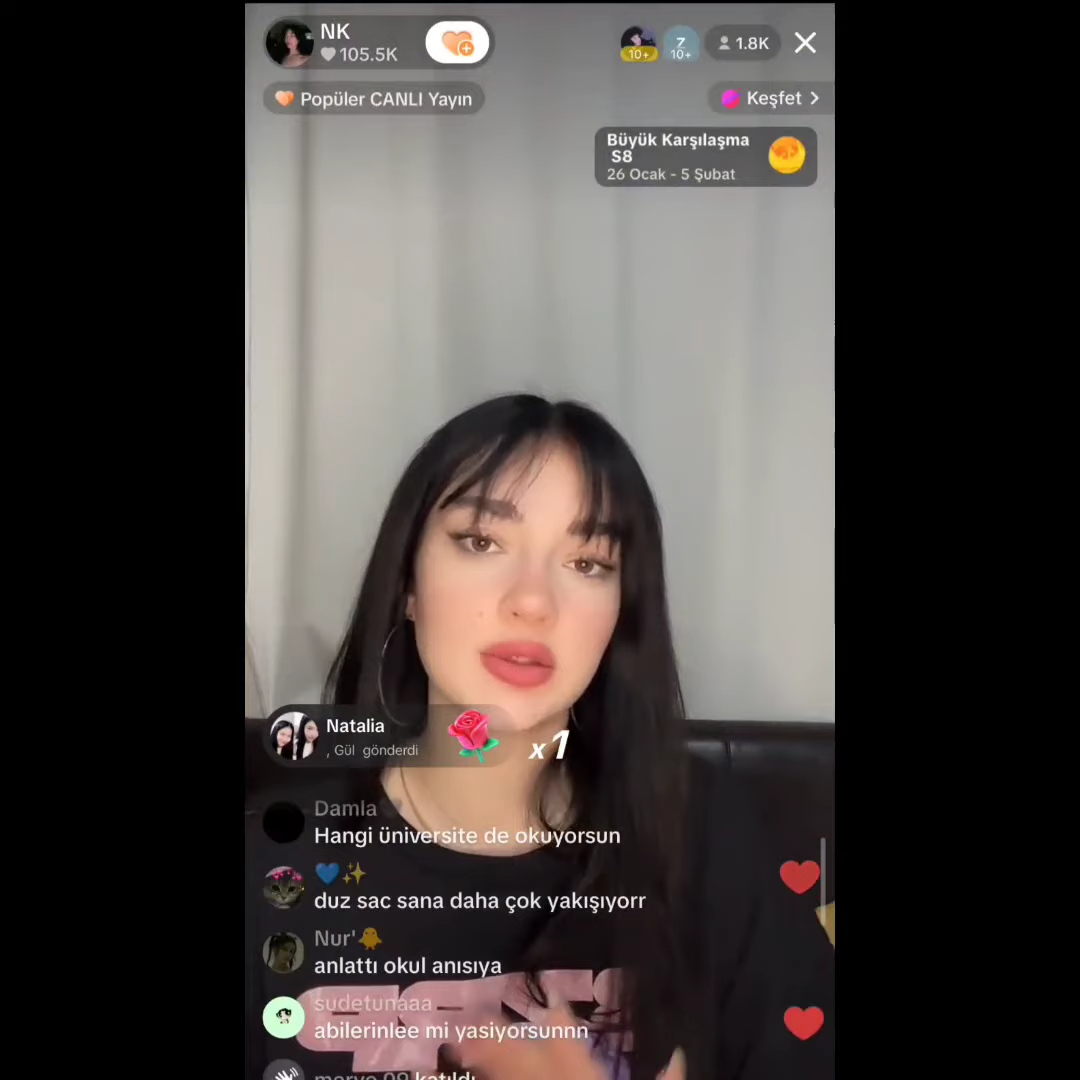 NK
105.5K
10+
Z
10+
1.8K
Popüler CANLI Yayın
Keşfet
Büyük Karşılaşma
S8
26 Ocak - 5 Şubat
Natalia
, Gül gönderdi
x1
Damla
Hangi üniversite de okuyorsun
💙✨
duz sac sana daha çok yakışıyorr
Nur'🐥
anlattı okul anısıya
sudetunaaa
abilerinlee mi yasiyorsunnn
katıldı